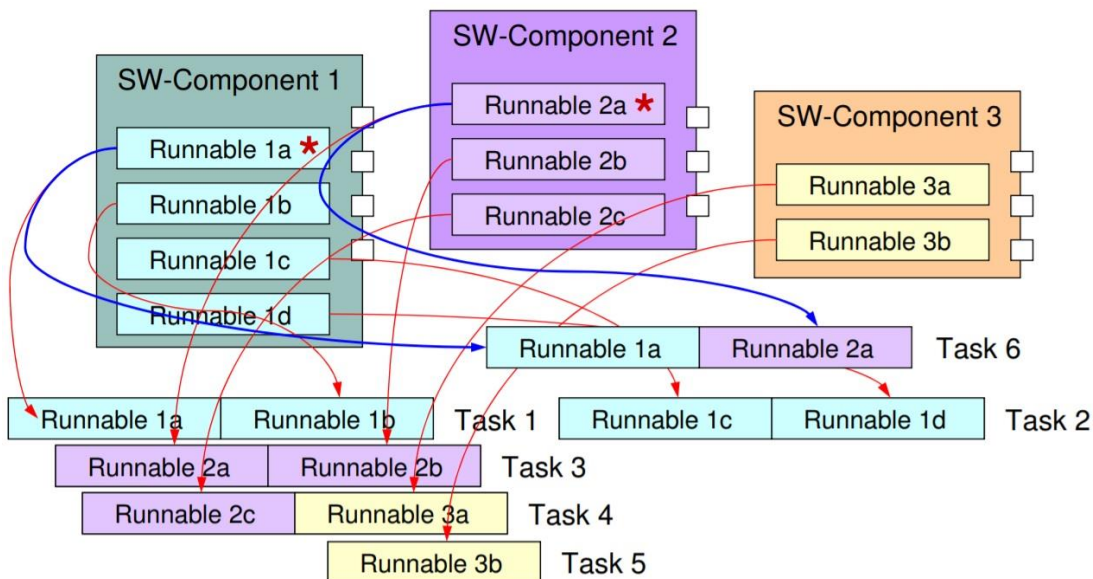 SW-Component 1
Runnable 1a *
Runnable 1b
Runnable 1c
Runnable 1d
SW-Component 2
Runnable 2a *
Runnable 2b
Runnable 2c
SW-Component 3
Runnable 3a
Runnable 3b
Runnable 1a Runnable 2a Task 6
Runnable 1a Runnable 1b Task 1
Runnable 1c Runnable 1d Task 2
Runnable 2a Runnable 2b Task 3
Runnable 2c Runnable 3a Task 4
Runnable 3b Task 5